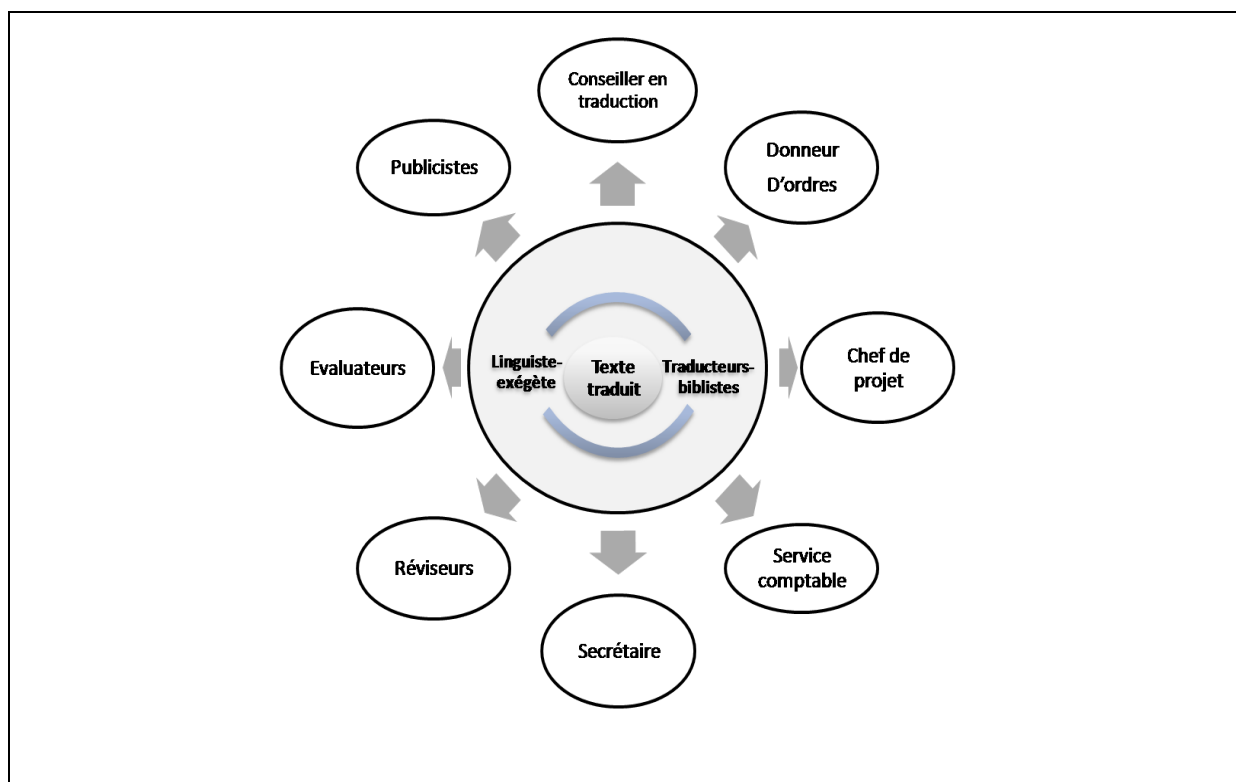 Conseiller en
traduction
Publicistes
Donneur
D'ordres
Evaluateurs
Linguiste-
exégète
Texte
traduit
Traducteurs-
biblistes
Chef de
projet
Réviseurs
Service
comptable
Secrétaire